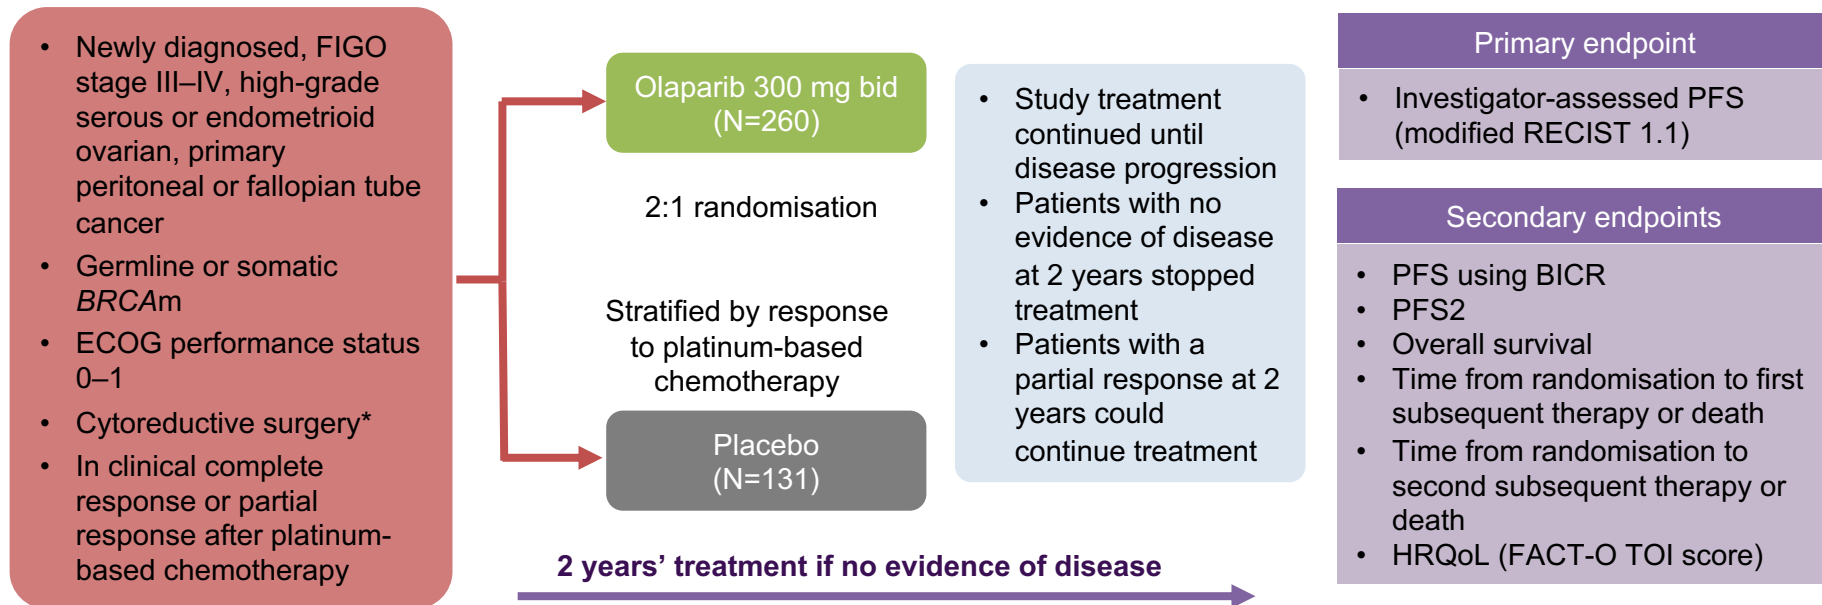 • Newly diagnosed, FIGO
stage III–IV, high-grade
serous or endometrioid
ovarian, primary
peritoneal or fallopian tube
cancer
• Germline or somatic
BRCAm
• ECOG performance status
0–1
• Cytoreductive surgery*
• In clinical complete
response or partial
response after platinum-
based chemotherapy
Olaparib 300 mg bid
(N=260)
2:1 randomisation
Stratified by response
to platinum-based
chemotherapy
Placebo
(N=131)
• Study treatment
continued until
disease progression
• Patients with no
evidence of disease
at 2 years stopped
treatment
• Patients with a
partial response at 2
years could
continue treatment
2 years’ treatment if no evidence of disease
Primary endpoint
• Investigator-assessed PFS
(modified RECIST 1.1)
Secondary endpoints
• PFS using BICR
• PFS2
• Overall survival
• Time from randomisation to first
subsequent therapy or death
• Time from randomisation to
second subsequent therapy or
death
• HRQoL (FACT-O TOI score)